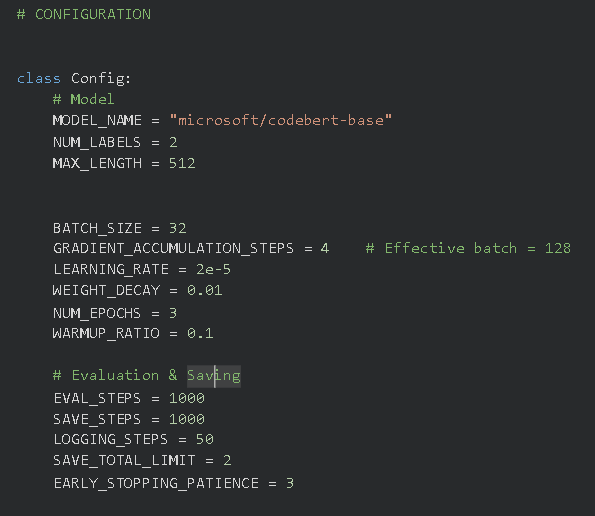 # CONFIGURATION
class Config:
# Model
MODEL_NAME = "microsoft/codebert-base"
NUM_LABELS = 2
MAX_LENGTH = 512
BATCH_SIZE = 32
GRADIENT_ACCUMULATION_STEPS = 4    # Effective batch = 128
LEARNING_RATE = 2e-5
WEIGHT_DECAY = 0.01
NUM_EPOCHS = 3
WARMUP_RATIO = 0.1
# Evaluation & Saving
EVAL_STEPS = 1000
SAVE_STEPS = 1000
LOGGING_STEPS = 50
SAVE_TOTAL_LIMIT = 2
EARLY_STOPPING_PATIENCE = 3